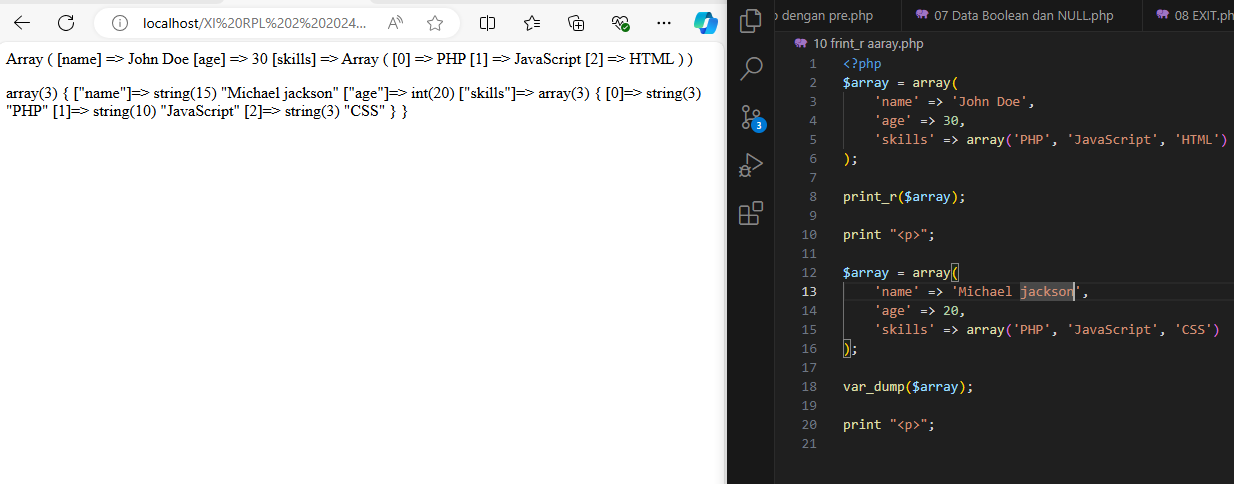 localhost/XI%20RPL%202%202024...
Array ( [name] => John Doe [age] => 30 [skills] => Array ( [0] => PHP [1] => JavaScript [2] => HTML ) )
array(3) { ["name"]=> string(15) "Michael jackson" ["age"]=> int(20) ["skills"]=> array(3) { [0]=> string(3)
"PHP" [1]=> string(10) "JavaScript" [2]=> string(3) "CSS" } }
3
dengan pre.php
07 Data Boolean dan NULL.php
08 EXIT.ph
10 frint_r aaray.php
1 <?php
2 $array = array(
3 'name' => 'John Doe',
4 'age' => 30,
5 'skills' => array('PHP', 'JavaScript', 'HTML')
6 );
7
8 print_r($array);
9
10 print "<p>";
11
12 $array = array(
13 'name' => 'Michael jackson',
14 'age' => 20,
15 'skills' => array('PHP', 'JavaScript', 'CSS')
16 );
17
18 var_dump($array);
19
20 print "<p>";
21